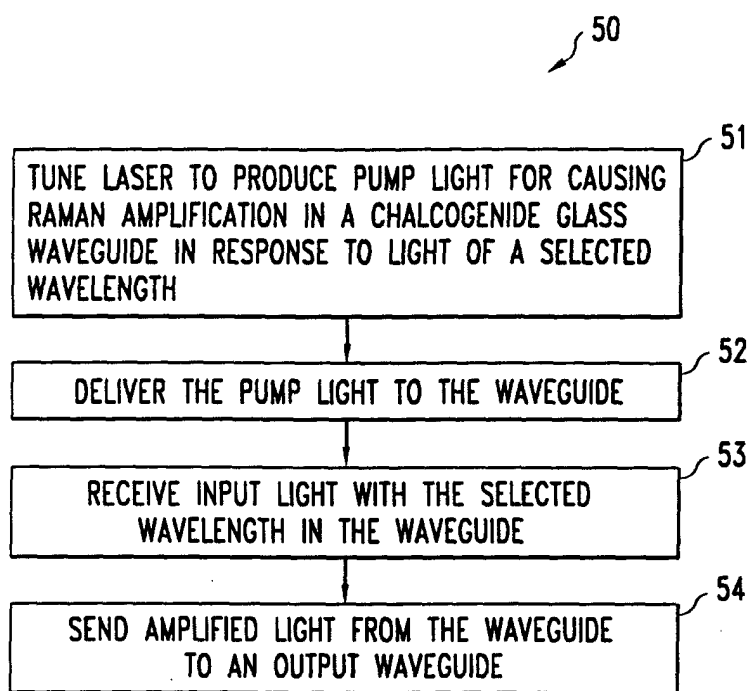 50
51
TUNE LASER TO PRODUCE PUMP LIGHT FOR CAUSING
RAMAN AMPLIFICATION IN A CHALCOGENIDE GLASS
WAVEGUIDE IN RESPONSE TO LIGHT OF A SELECTED
WAVELENGTH
52
DELIVER THE PUMP LIGHT TO THE WAVEGUIDE
53
RECEIVE INPUT LIGHT WITH THE SELECTED
WAVELENGTH IN THE WAVEGUIDE
54
SEND AMPLIFIED LIGHT FROM THE WAVEGUIDE
TO AN OUTPUT WAVEGUIDE